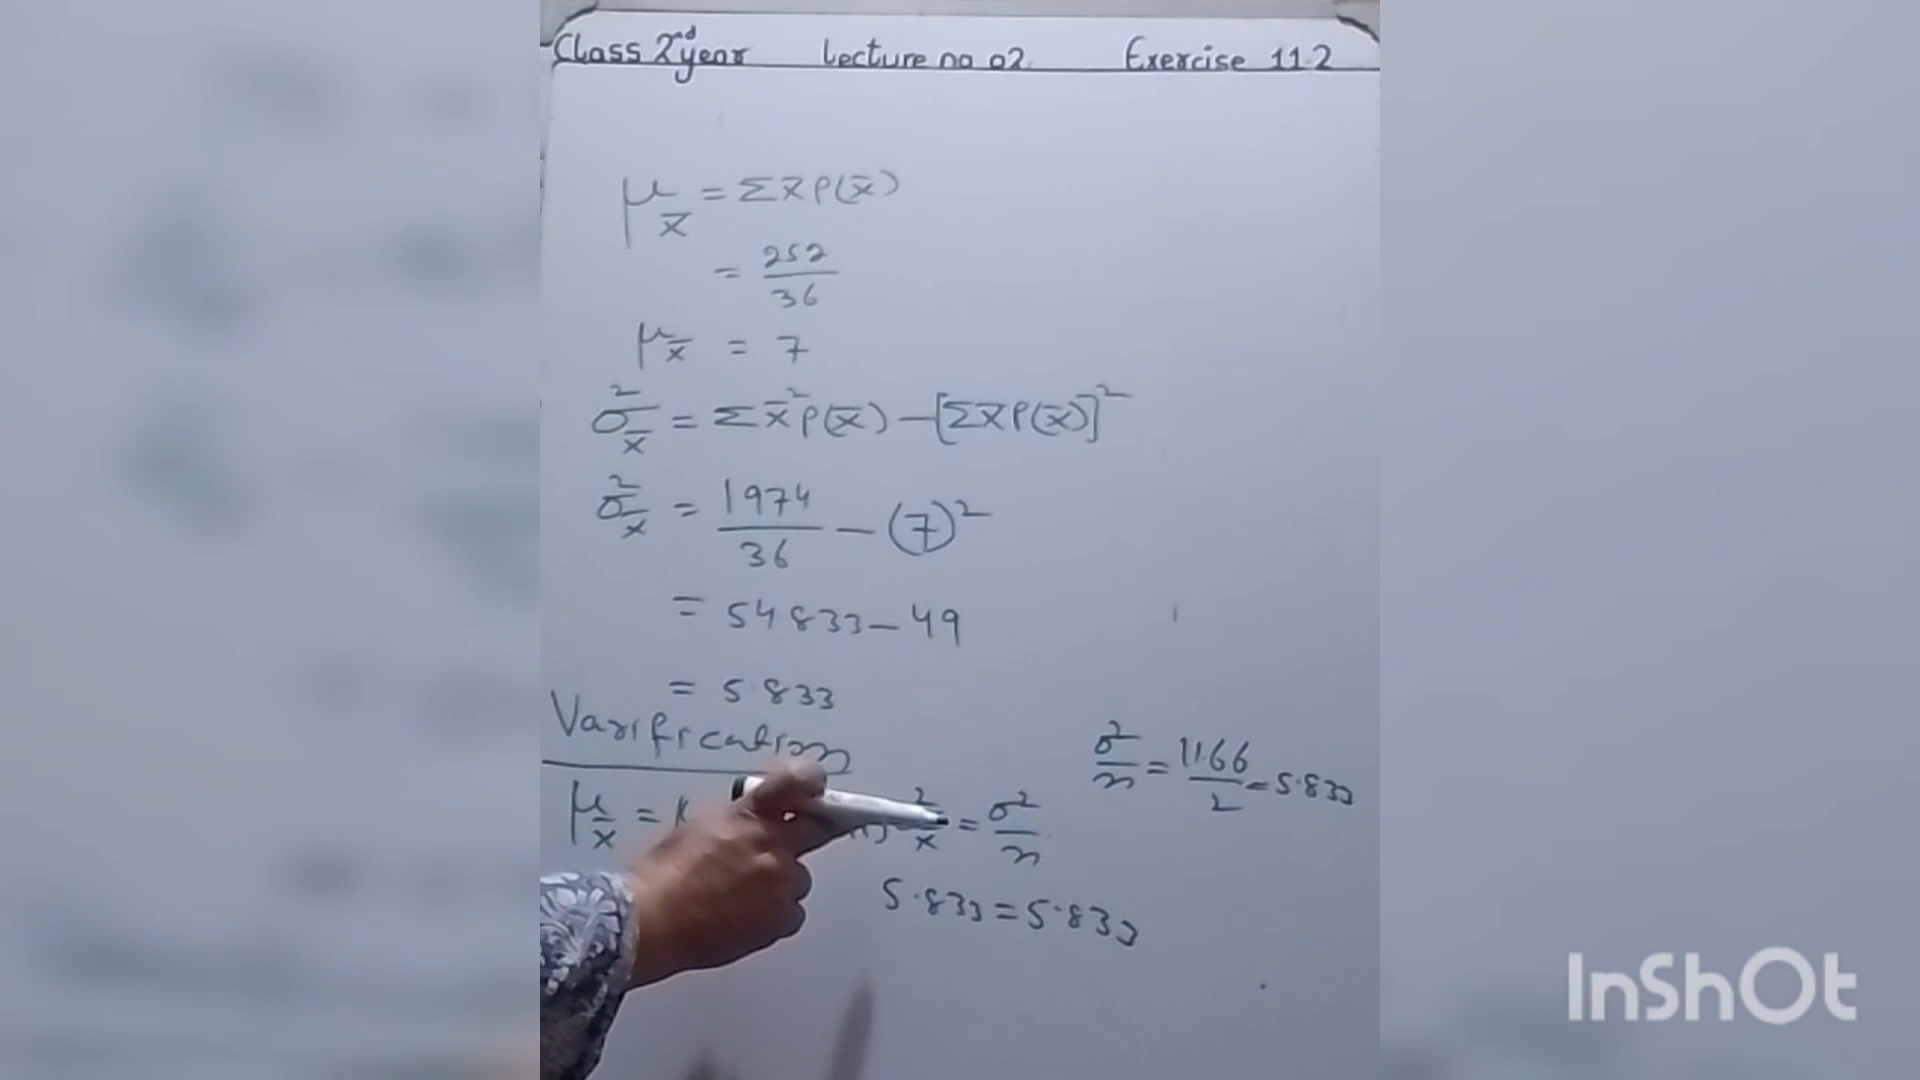 Class 2nd year Lecture no 02 Exercise 11.2
μx̄ = Σx̄P(x̄)
= 252/36
μx̄ = 7
σ²x̄ = Σx̄²P(x̄) – [Σx̄P(x̄)]²
σ²x̄ = 1974/36 – (7)²
= 54 833 – 49
= 5.833
Varification
σ²/n = 11.66/2 = 5.833
μx̄ =
²x̄ = σ²/n
5.833 = 5.833
InShOt